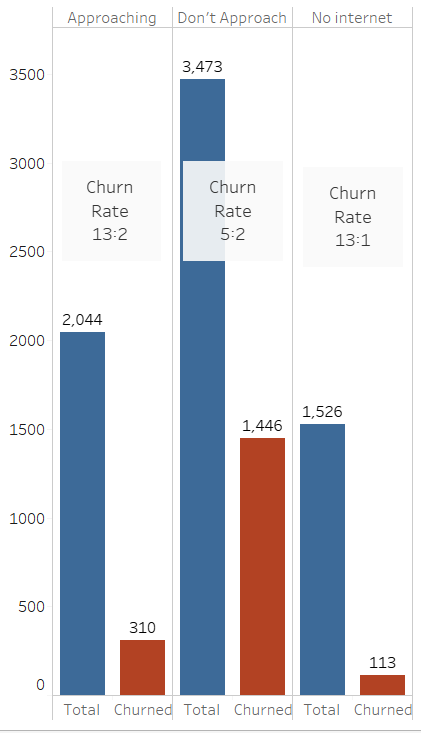 Approaching Don't Approach No internet
3500
3,473
3000
Churn
Rate
13:2
Churn
Rate
5:2
Churn
Rate
13:1
2500
2,044
2000
1500
1,446
1,526
1000
500
310
113
0
Total Churned Total Churned Total Churned